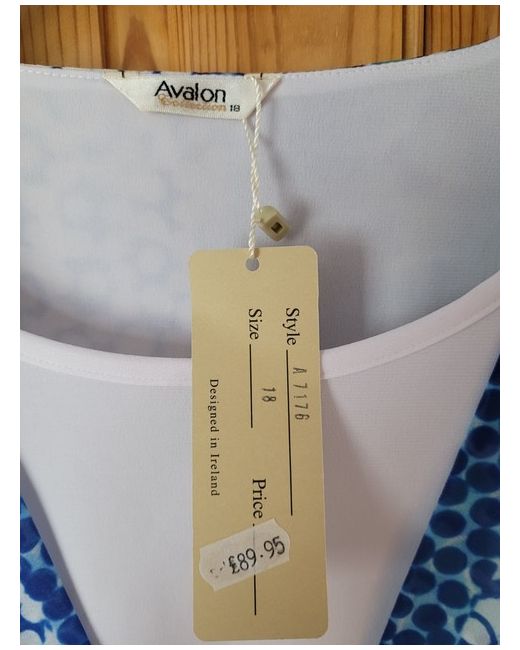 Avalon
Collection 18
Style A 7176
Size 18 Price
£89.95
Designed in Ireland